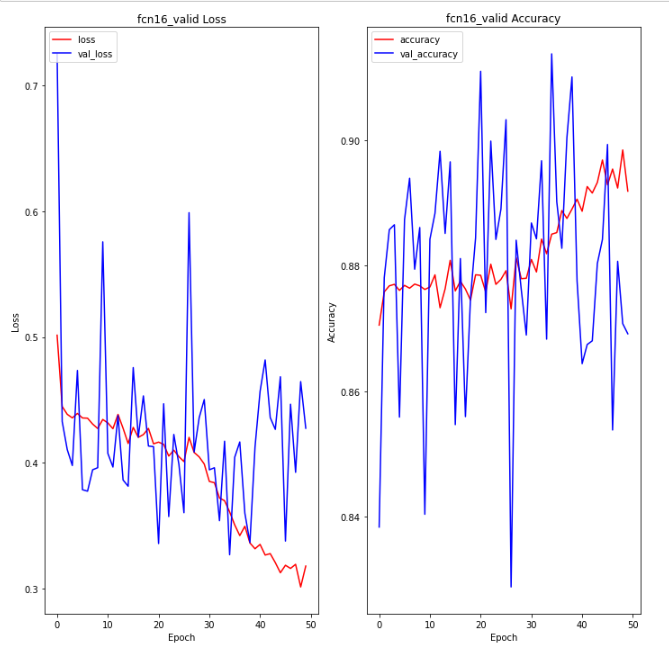 fcn16_valid Loss
loss
val_loss
0.7
0.6
0.5
0.4
0.3
Loss
0
10
20
30
40
50
Epoch
fcn16_valid Accuracy
accuracy
val_accuracy
0.90
0.88
0.86
0.84
Accuracy
0
10
20
30
40
50
Epoch